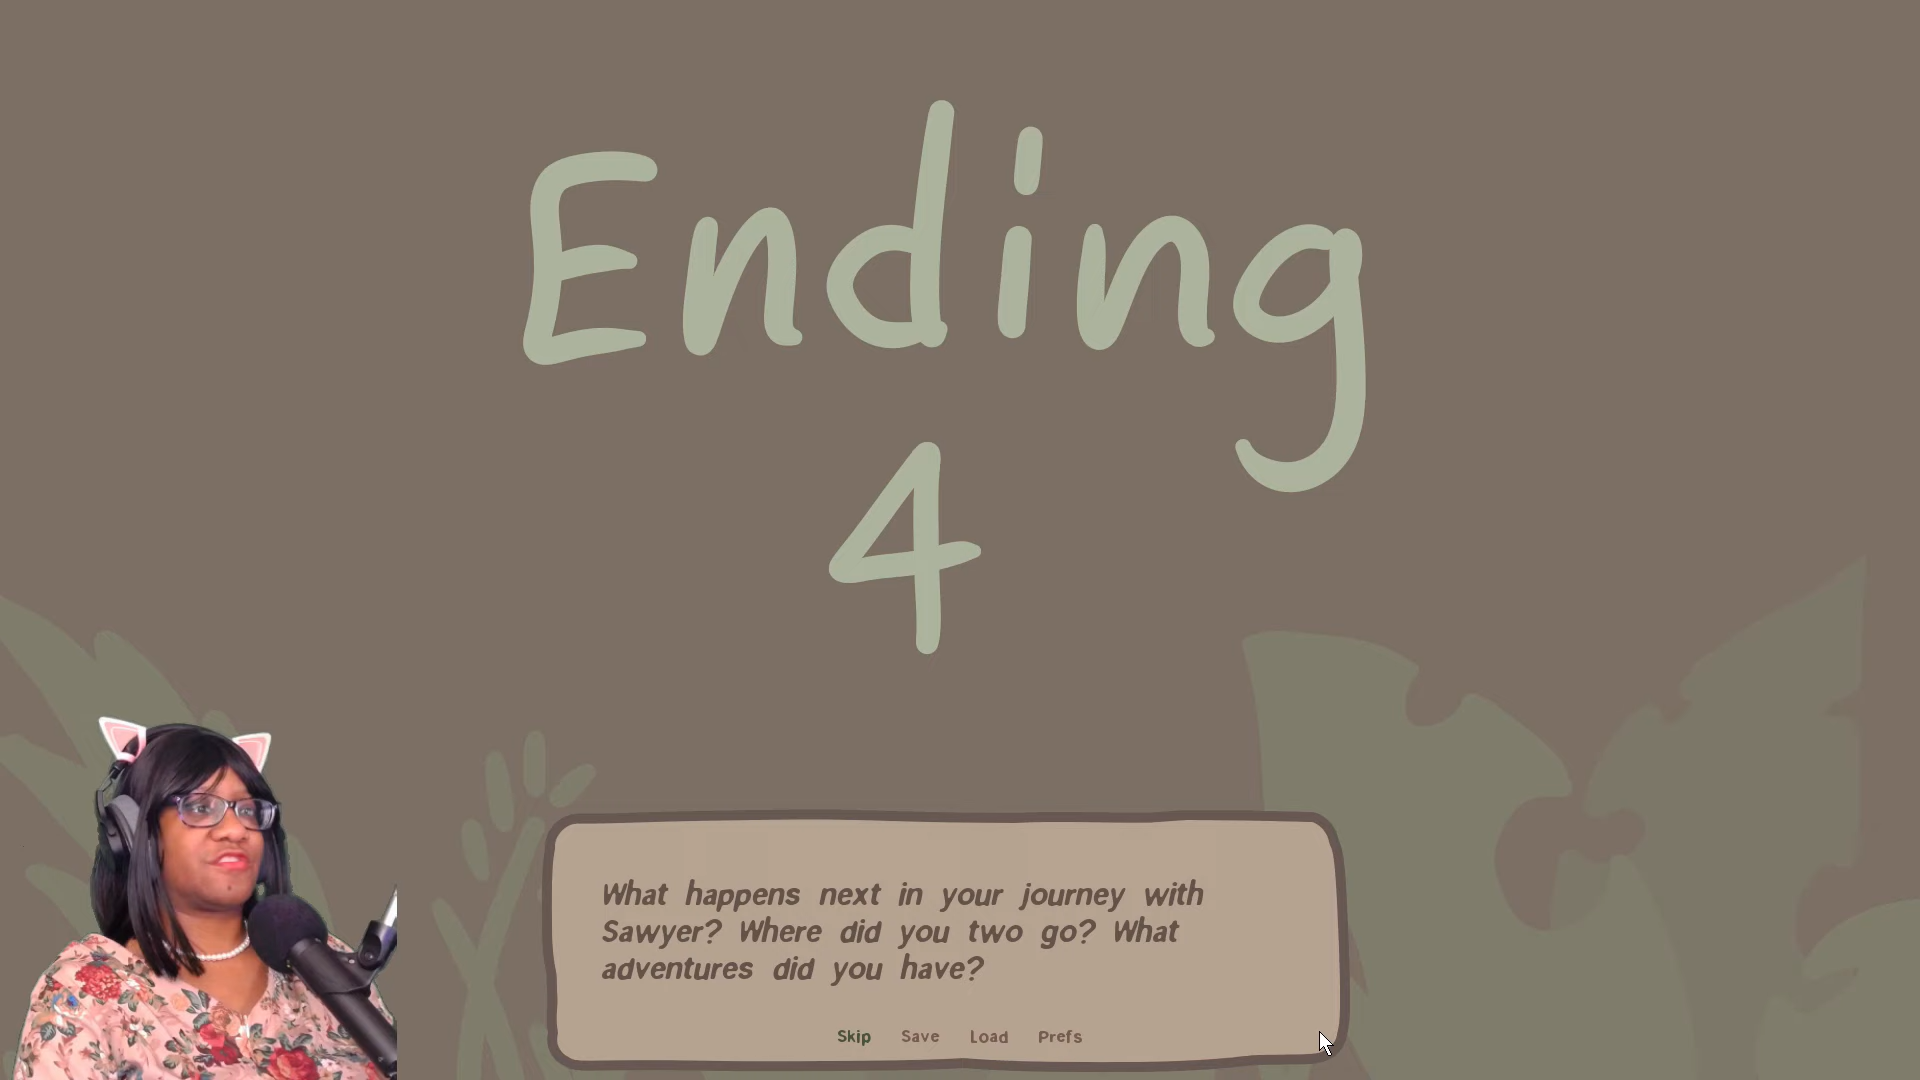 Ending
4
What happens next in your journey with
Sawyer? Where did you two go? What
adventures did you have?
Skip Save Load Prefs